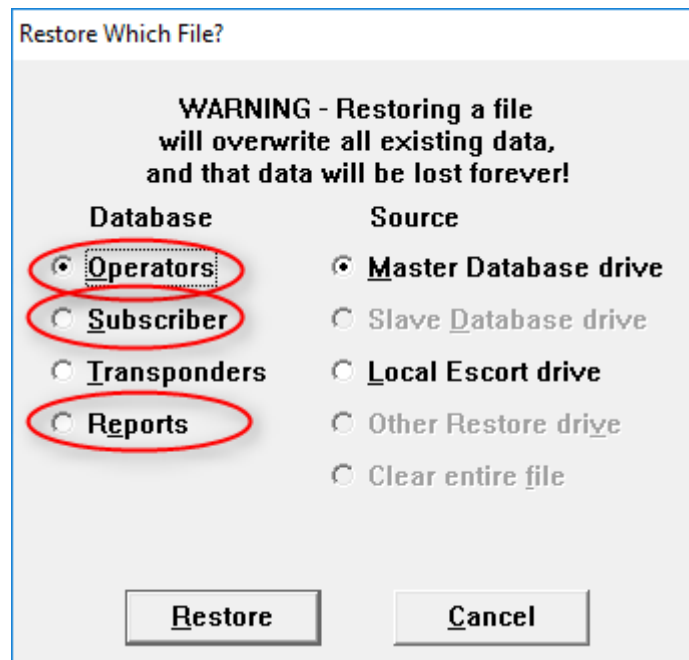 Restore Which File?
WARNING - Restoring a file
will overwrite all existing data,
and that data will be lost forever!
Database Source
Operators Master Database drive
Subscriber Slave Database drive
Transponders Local Escort drive
Reports Other Restore drive
Clear entire file
Restore Cancel